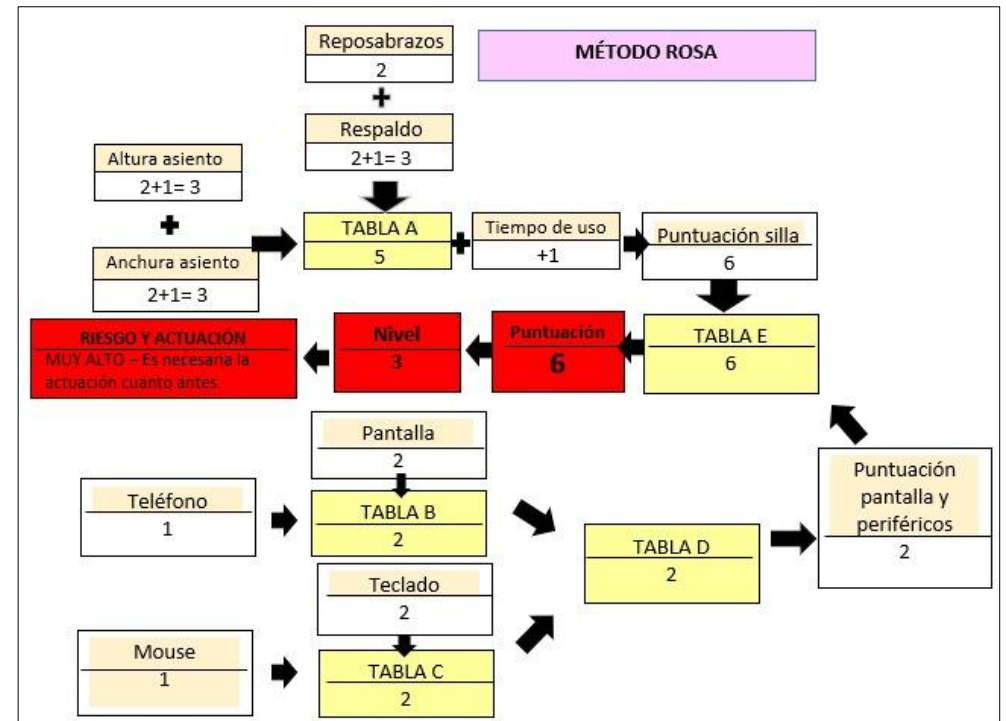 Reposabrazos
2
MÉTODO ROSA
Respaldo
2+1= 3
Altura asiento
2+1= 3
Anchura asiento
2+1= 3
TABLA A
5
Tiempo de uso
+1
Puntuación silla
6
RIESGO Y ACTUACIÓN
MUY ALTO – Es necesaria la
actuación cuanto antes.
Nivel
3
Puntuación
6
TABLA E
6
Pantalla
2
Teléfono
1
TABLA B
2
Teclado
2
Mouse
1
TABLA C
2
TABLA D
2
Puntuación
pantalla y
periféricos
2